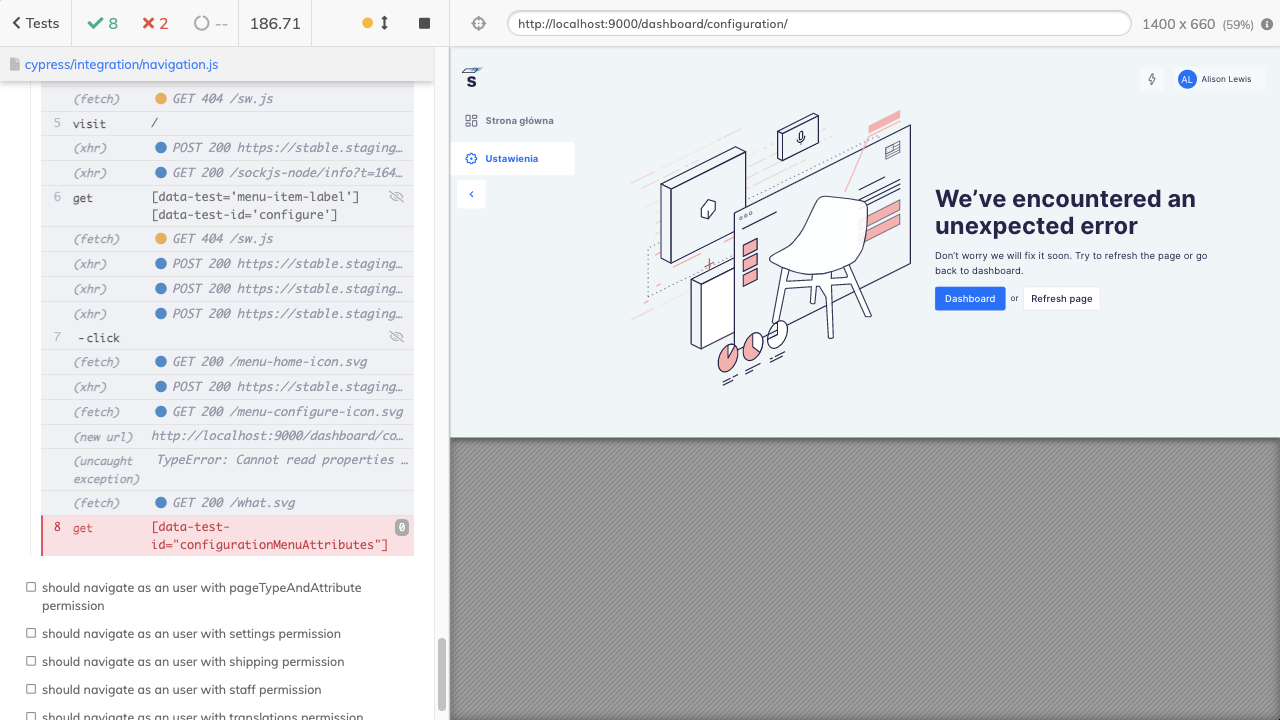 Tests
8
2
--
186.71
http://localhost:9000/dashboard/configuration/
1400 x 660 (59%)
cypress/integration/navigation.js
(fetch) GET 404 /sw.js
5 visit /
(xhr) POST 200 https://stable.staging…
(xhr) GET 200 /sockjs-node/info?t=164…
6 get [data-test='menu-item-label']
[data-test-id='configure']
(fetch) GET 404 /sw.js
(xhr) POST 200 https://stable.staging…
(xhr) POST 200 https://stable.staging…
(xhr) POST 200 https://stable.staging…
7 -click
(fetch) GET 200 /menu-home-icon.svg
(xhr) POST 200 https://stable.staging…
(fetch) GET 200 /menu-configure-icon.svg
(new url) http://localhost:9000/dashboard/co…
(uncaught TypeError: Cannot read properties …
exception)
(fetch) GET 200 /what.svg
8 get [data-test- 0
id="configurationMenuAttributes"]
should navigate as an user with pageTypeAndAttribute
permission
should navigate as an user with settings permission
should navigate as an user with shipping permission
should navigate as an user with staff permission
should navigate as an user with translations permission
S
AL Alison Lewis
Strona główna
Ustawienia
We’ve encountered an
unexpected error
Don’t worry we will fix it soon. Try to refresh the page or go
back to dashboard.
Dashboard or Refresh page